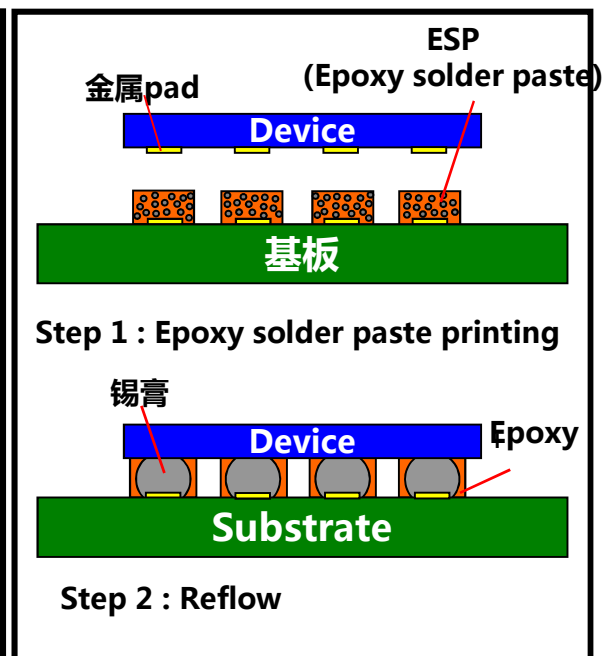 ESP
(Epoxy solder paste)
金属pad
Device
基板
Step 1 : Epoxy solder paste printing
锡膏
Device
Epoxy
Substrate
Step 2 : Reflow